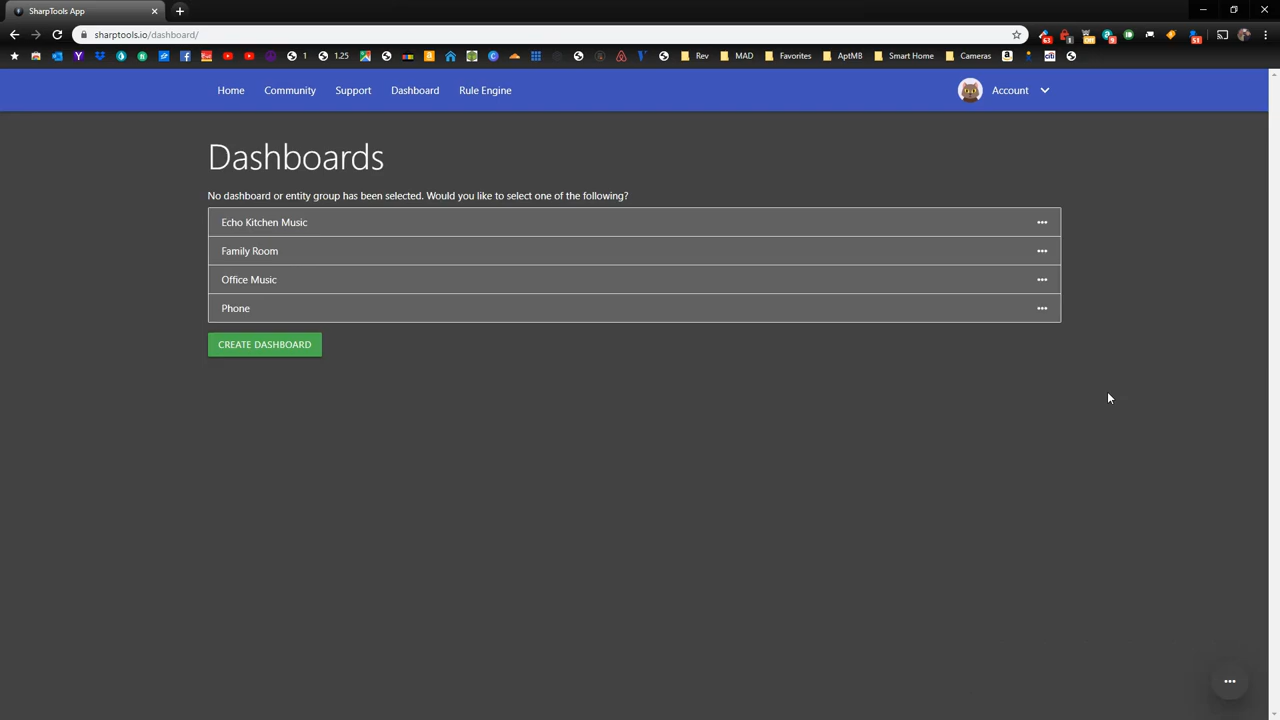 SharpTools App
sharptools.io/dashboard/
1
1.25
Rev
MAD
Favorites
AptMB
Smart Home
Cameras
Home
Community
Support
Dashboard
Rule Engine
Account
Dashboards
No dashboard or entity group has been selected. Would you like to select one of the following?
Echo Kitchen Music
Family Room
Office Music
Phone
CREATE DASHBOARD